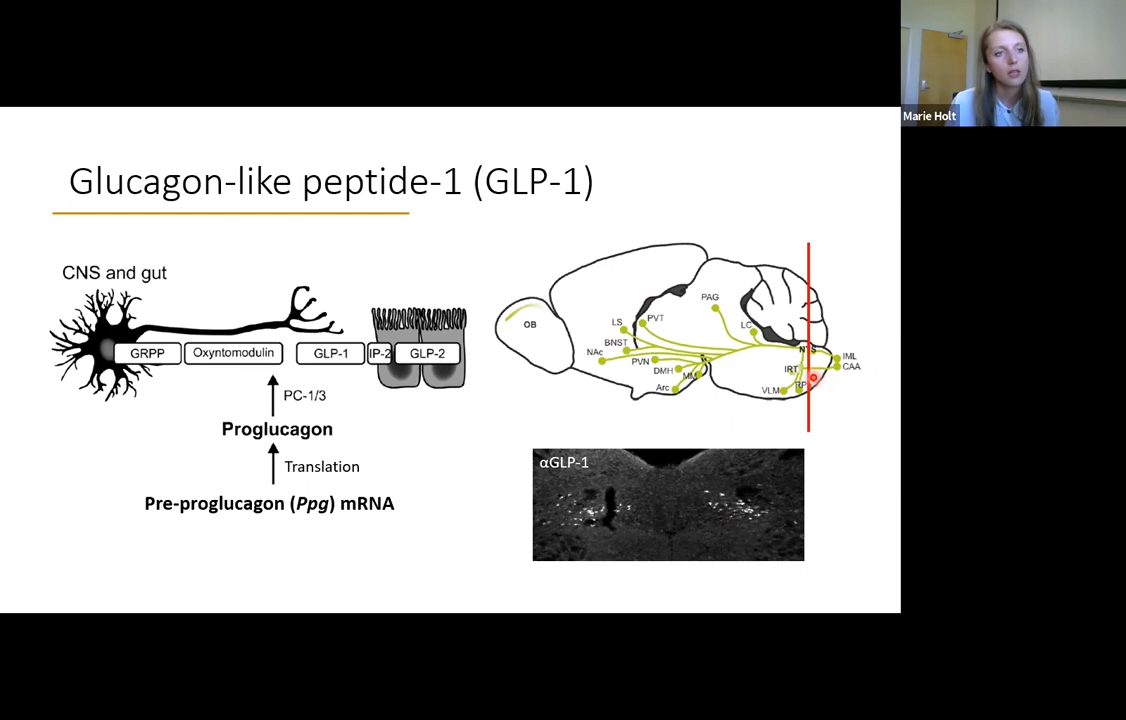 Marie Holt
Glucagon-like peptide-1 (GLP-1)
CNS and gut
GRPP
Oxyntomodulin
GLP-1
IP-2
GLP-2
PC-1/3
Proglucagon
Translation
Pre-proglucagon (Ppg) mRNA
OB
PAG
LS
PVT
LC
BNST
NAc
PVN
DMH
Arc
NTS
IML
CAA
IRT
VLM
αGLP-1